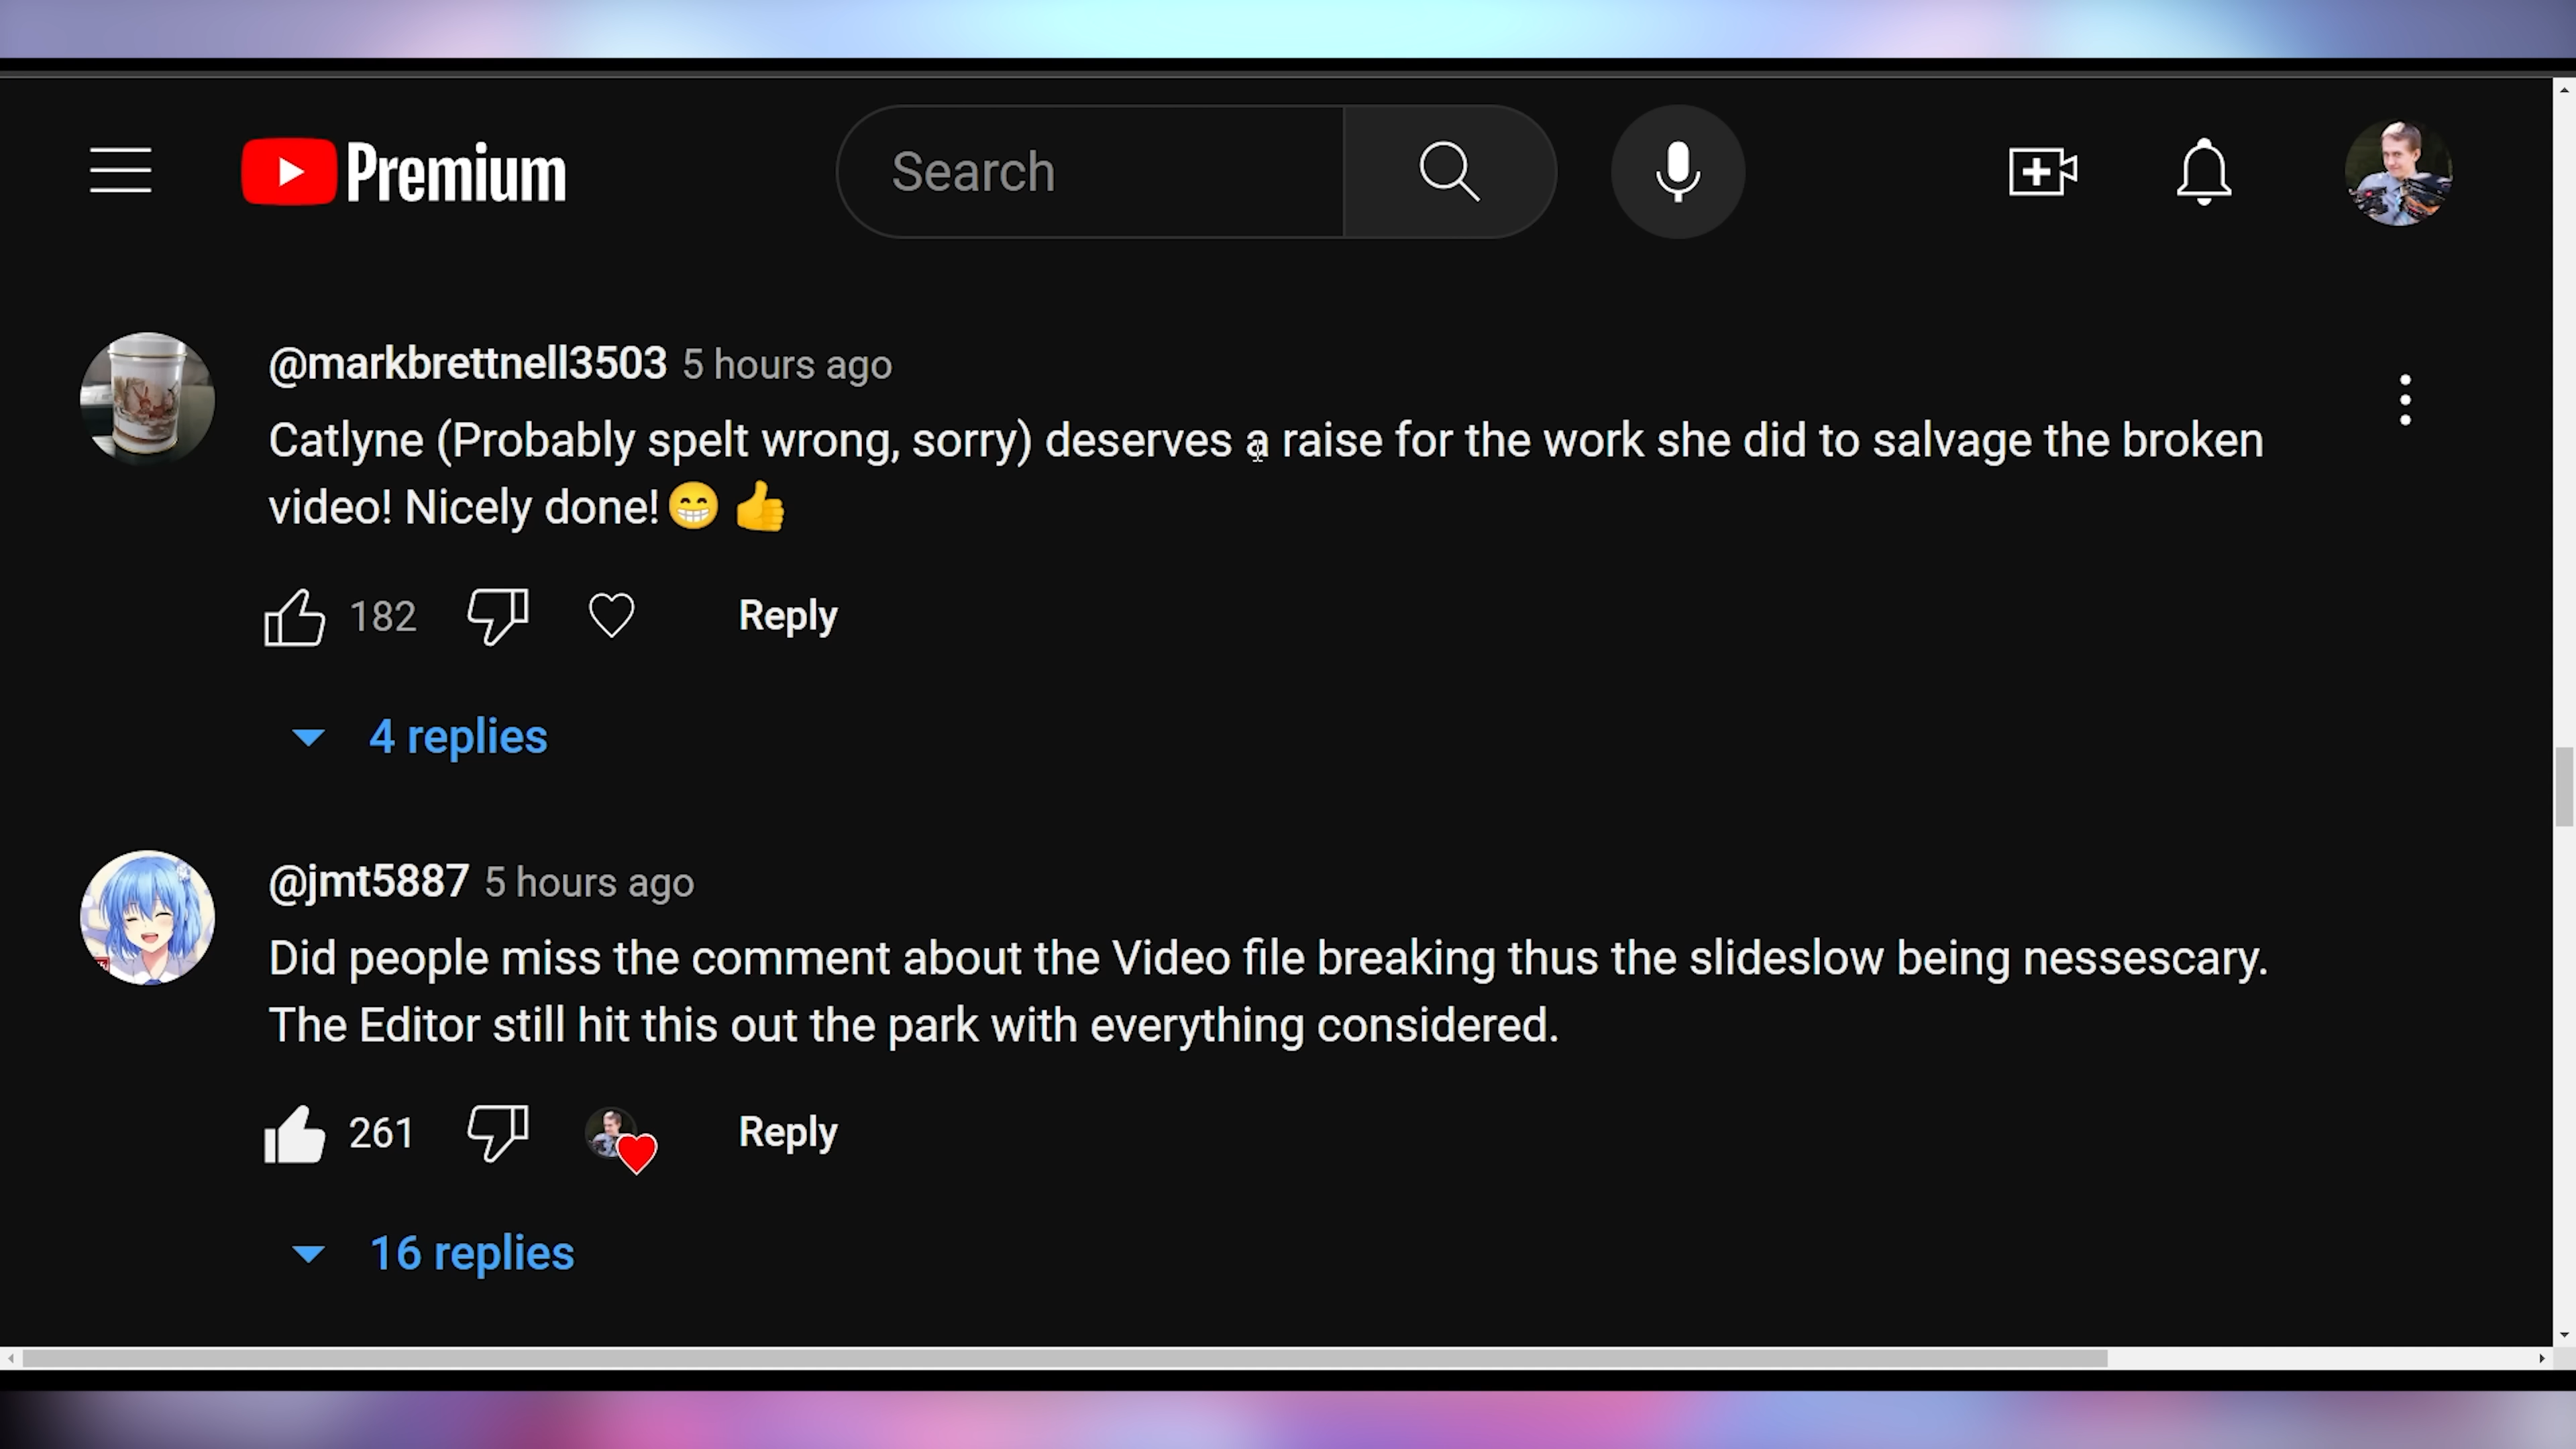 Premium
Search
@markbrettnell3503 5 hours ago
Catlyne (Probably spelt wrong, sorry) deserves a raise for the work she did to salvage the broken
video! Nicely done!😁 👍
182
Reply
4 replies
@jmt5887 5 hours ago
Did people miss the comment about the Video file breaking thus the slideslow being nessescary.
The Editor still hit this out the park with everything considered.
261
Reply
16 replies